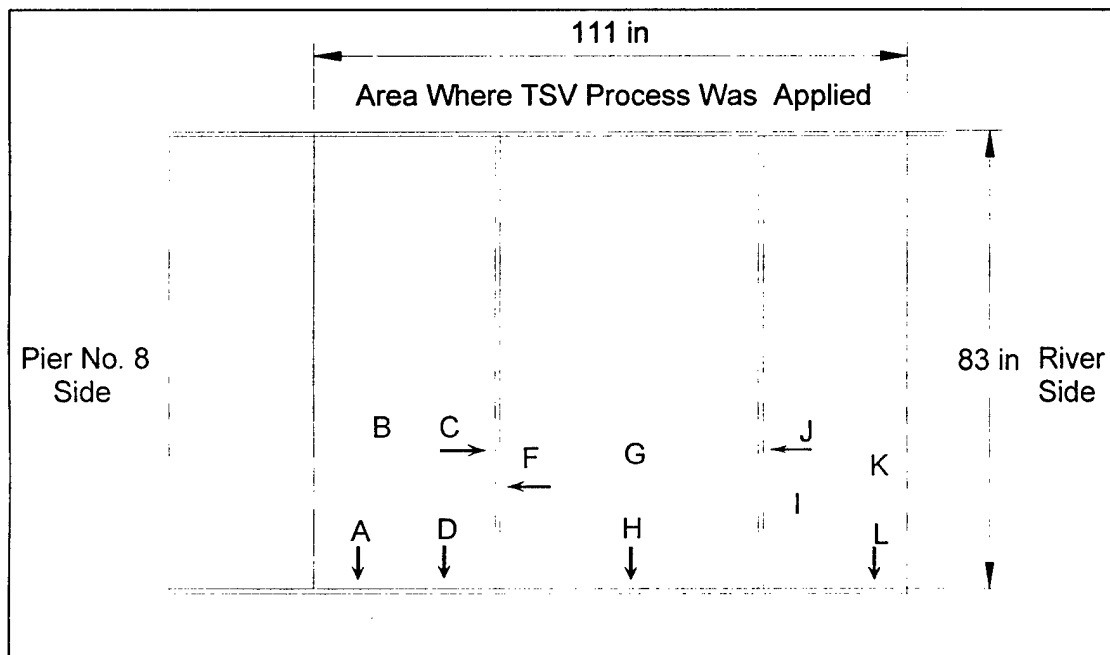 111 in
Area Where TSV Process Was Applied
Pier No. 8
Side
83 in
River
Side
B
C
F
G
J
K
I
A
D
H
L